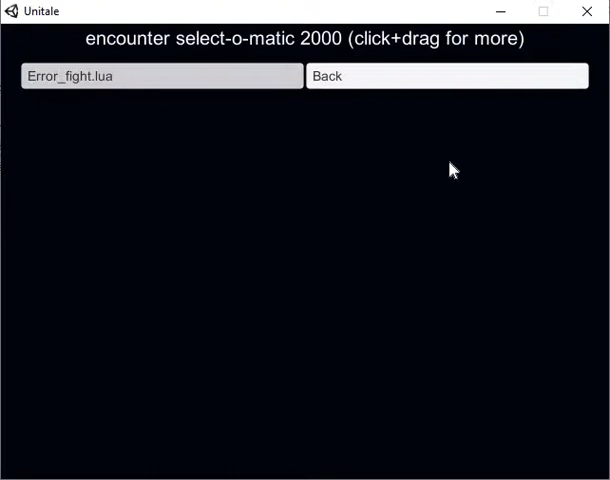 Unitale
encounter select-o-matic 2000 (click+drag for more)
Error_fight.lua
Back